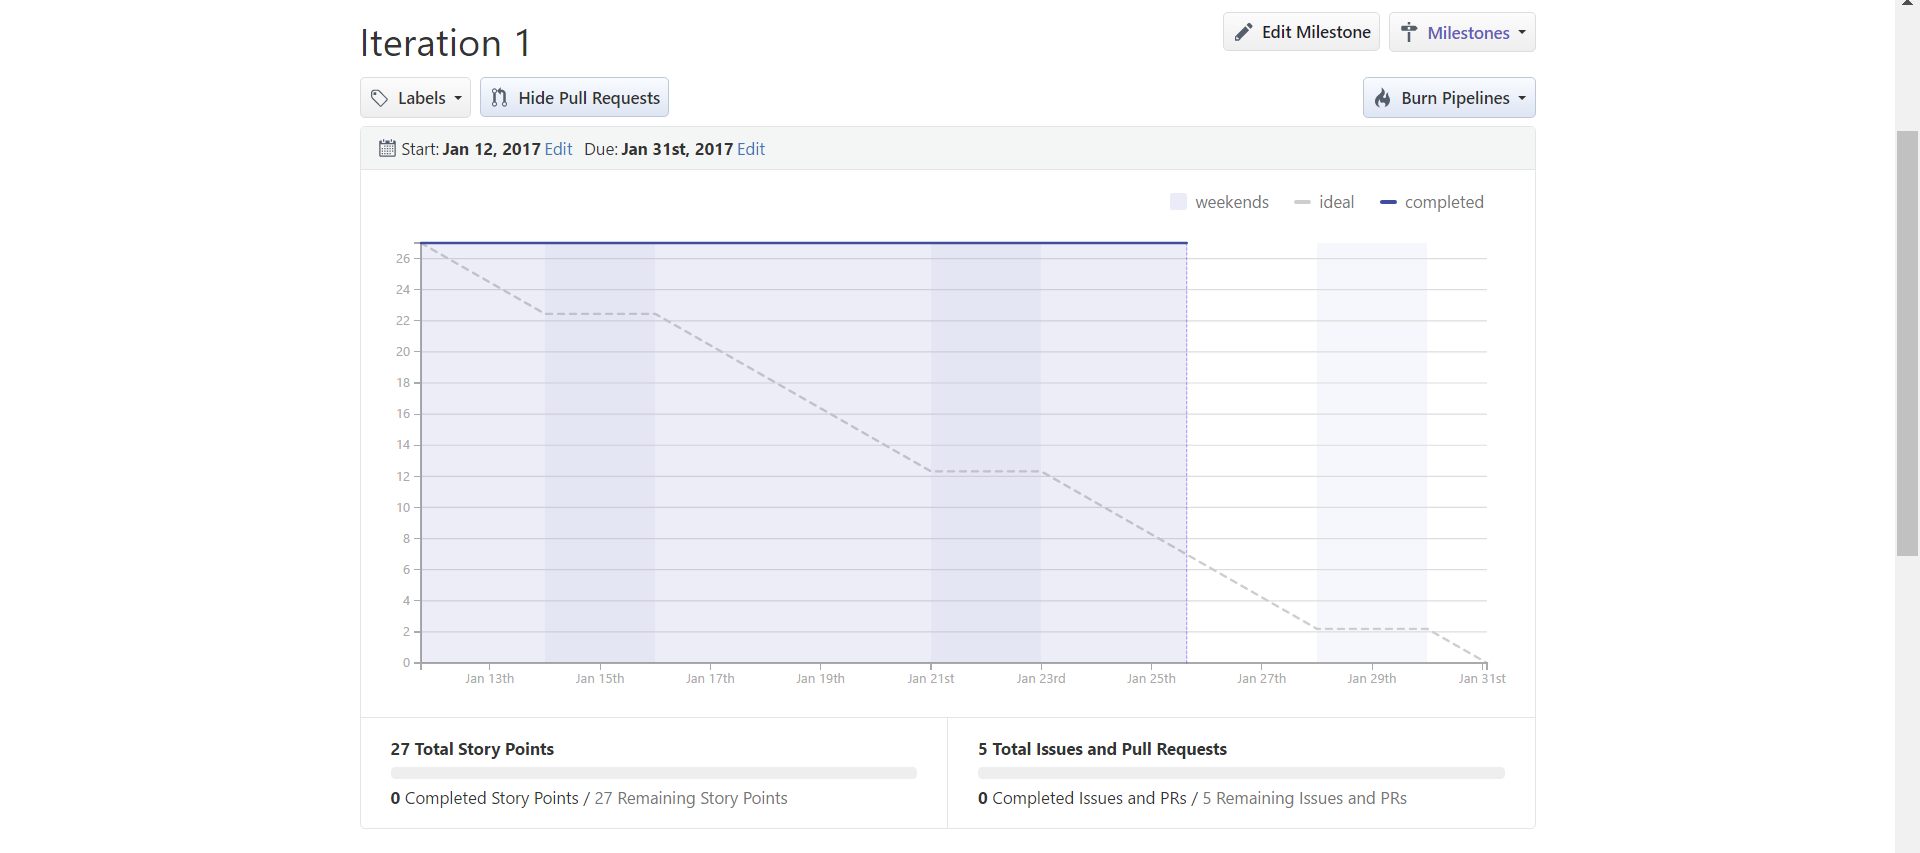 Iteration 1
Edit Milestone
Milestones
Labels
Hide Pull Requests
Burn Pipelines
Start: Jan 12, 2017 Edit Due: Jan 31st, 2017 Edit
weekends
ideal
completed
26
24
22
20
18
16
14
12
10
8
6
4
2
0
Jan 13th
Jan 15th
Jan 17th
Jan 19th
Jan 21st
Jan 23rd
Jan 25th
Jan 27th
Jan 29th
Jan 31st
27 Total Story Points
0 Completed Story Points / 27 Remaining Story Points
5 Total Issues and Pull Requests
0 Completed Issues and PRs / 5 Remaining Issues and PRs